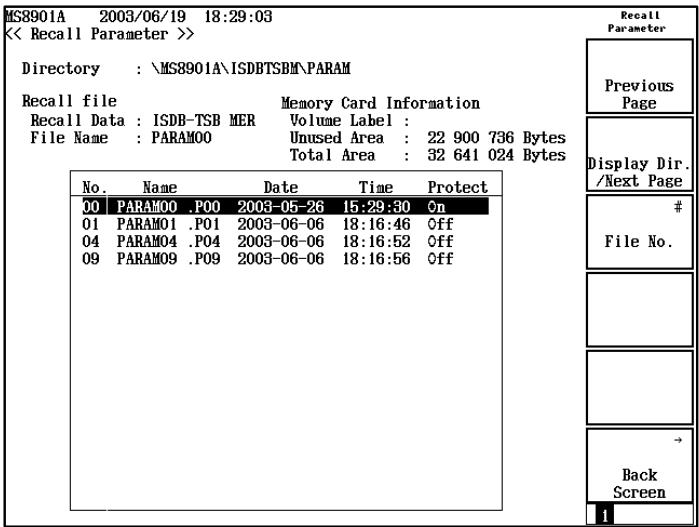 MS8901A 2003/06/19 18:29:03
<< Recall Parameter >>
Directory : \MS8901A\ISDBTSBM\PARAM
Recall file Memory Card Information
Recall Data : ISDB-TSB MER Volume Label :
File Name : PARAM00 Unused Area : 22 900 736 Bytes
Total Area : 32 641 024 Bytes
No. Name Date Time Protect
00 PARAM00 .P00 2003-05-26 15:29:30 On
01 PARAM01 .P01 2003-06-06 18:16:46 Off
04 PARAM04 .P04 2003-06-06 18:16:52 Off
09 PARAM09 .P09 2003-06-06 18:16:56 Off
Recall
Parameter
Previous
Page
Display Dir.
/Next Page
#
File No.
→
Back
Screen
1